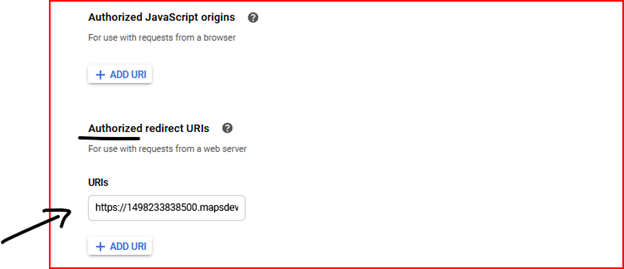 Authorized JavaScript origins
For use with requests from a browser
+ ADD URI
Authorized redirect URIs
For use with requests from a web server
URIs
https://1498233838500.mapsdev
+ ADD URI